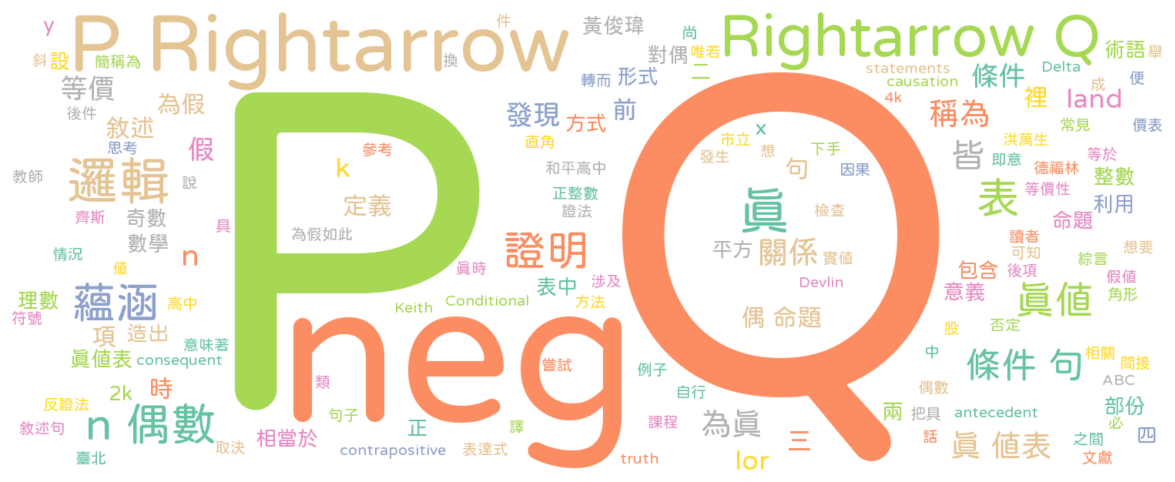 y
斜
設
簡稱為
P Rightarrow
換
件
黃俊瑋
尚
對偶
唯若
二
Rightarrow Q
術語
舉
等價
後件
為假
敘述
思考
假
邏輯
教師
說
齊斯
奇數
數學
具
情況
n
值
理數
符號
蘊涵
高中
項
造出
意味著
眞値表
consequent
類
2k
時
反證法
n 偶數
敘述句
臺北
取決
相當於
句子
正
譯
contrapositive
表達式
P
k
參考
定義
為假如此
neg
Q
轉而
形式
發現
前
方式
直角
和平高中
正整數
證法
證明
眞時
涉及
表中
方法
Keith
Conditional
嘗試
例子
自行
課程
為眞
truth
lor
三
x
市立
發生
想
下手
句
因果
眞
檢查
平方
關係
實值
Devlin
偶 命題
statements
causation
4k
條件
Delta
成
便
裡
land
稱為
常見
價表
洪萬生
皆
即意
等於
德福林
等價性
整數
表
利用
命題
讀者
可知
想要
包含
後項
綜言
假值
意義
眞値
角形
股
否定
中
相關
間接
條件 句
ABC
偶數
兩
把具
antecedent
部份
必
話
四
眞 値表
之間
文獻